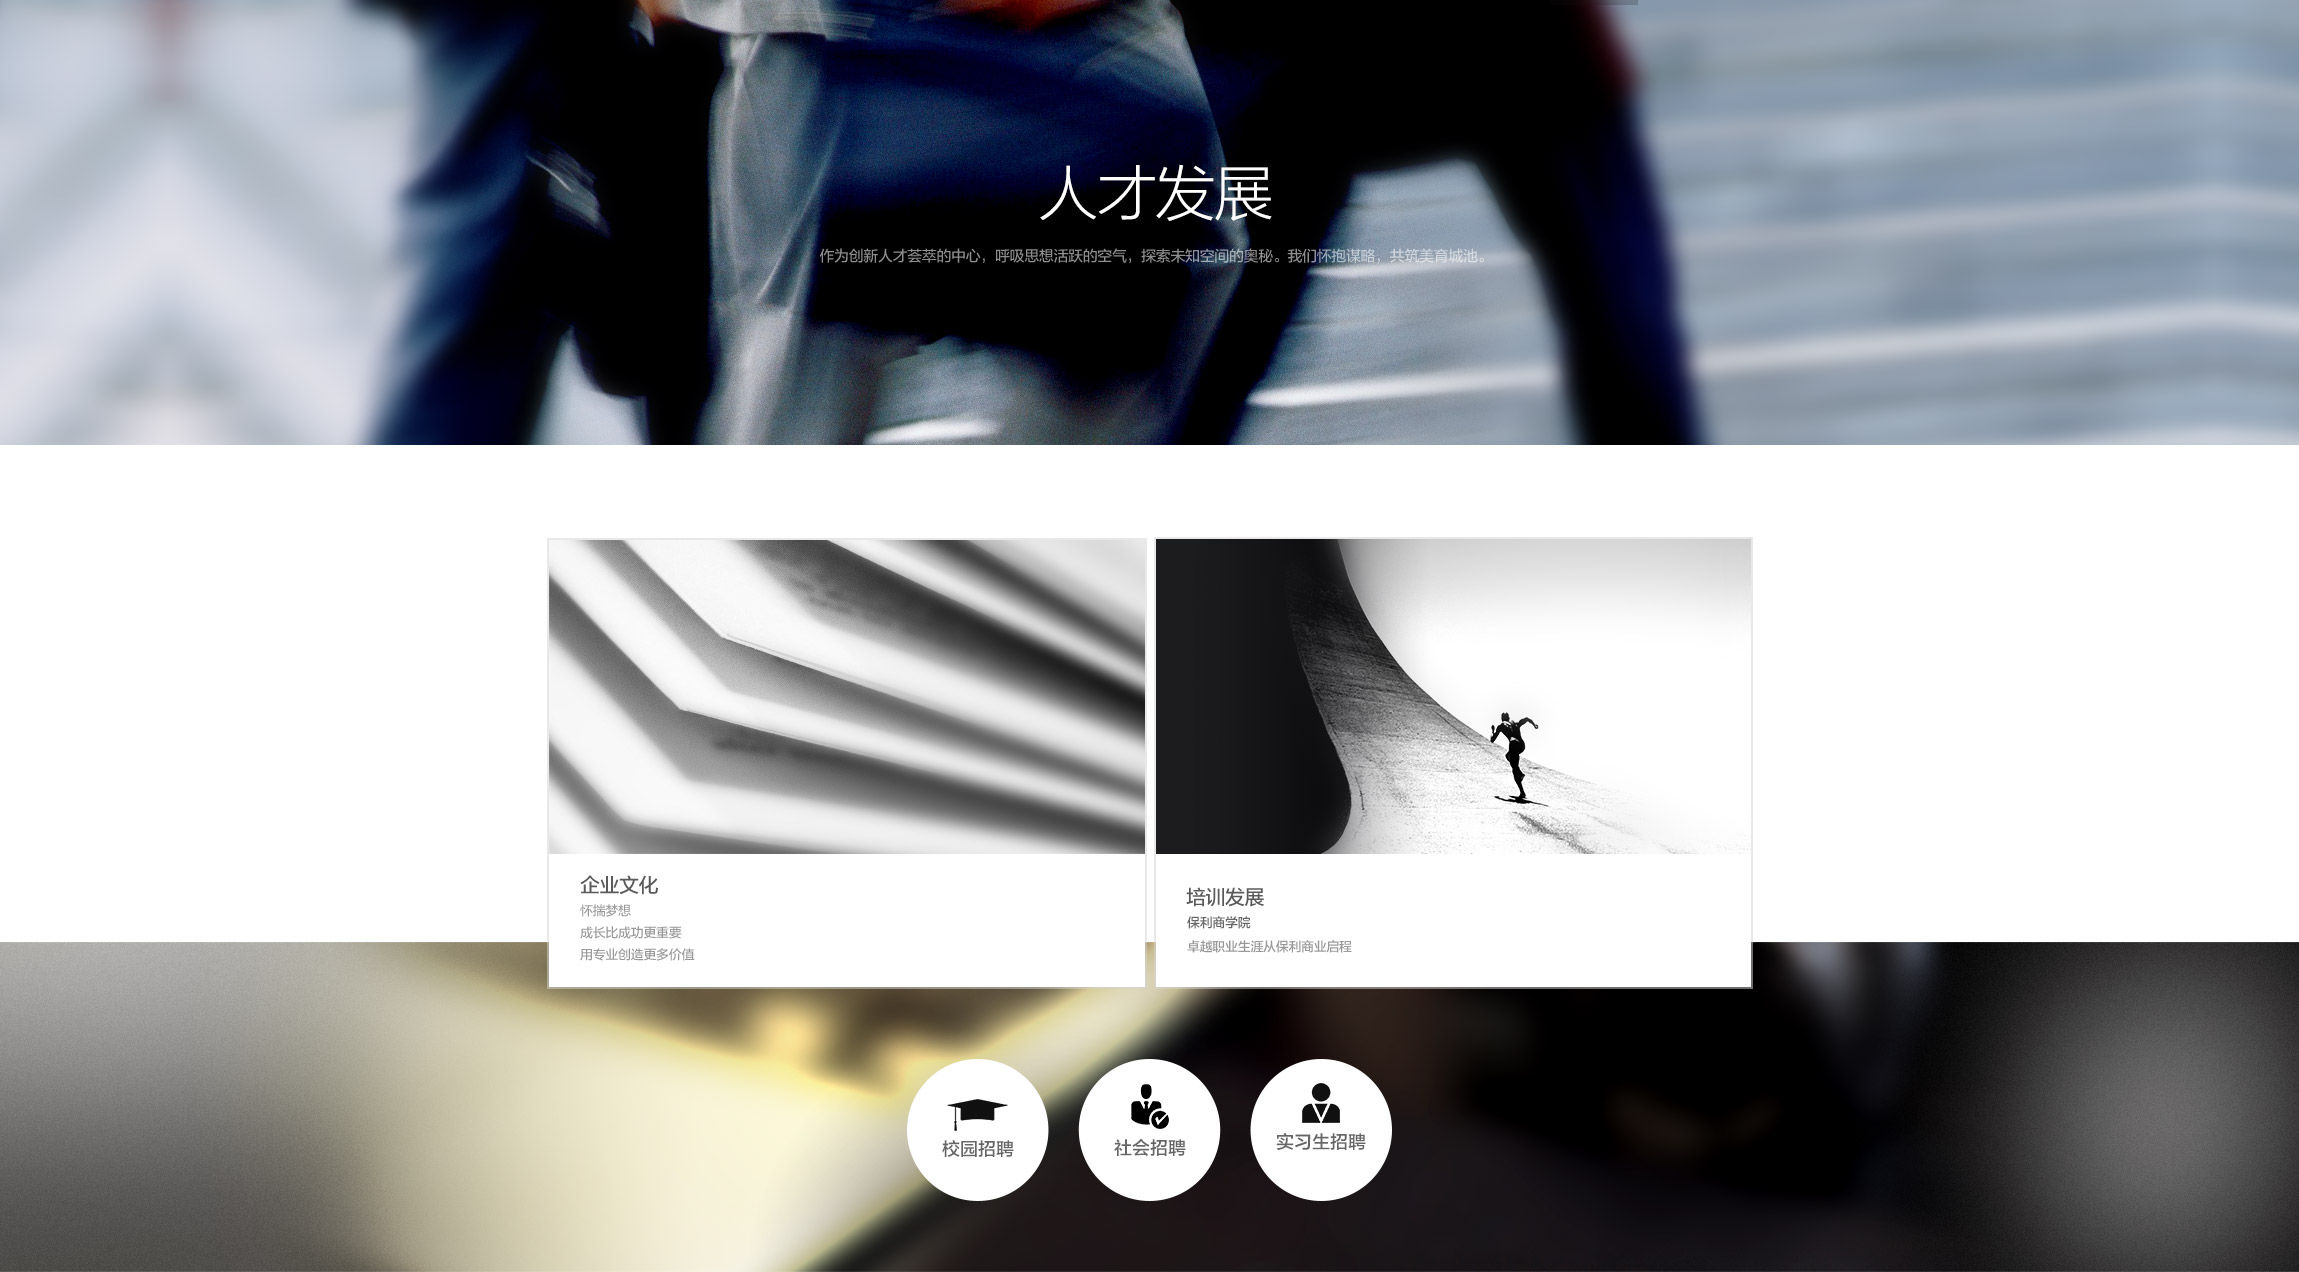 人才发展
作为创新人才荟萃的中心，呼吸思想活跃的空气，探索未知空间的奥秘。我们怀抱谋略，共筑美育城池。
企业文化
怀揣梦想
成长比成功更重要
用专业创造更多价值
培训发展
保利商学院
卓越职业生涯从保利商业启程
校园招聘
社会招聘
实习生招聘